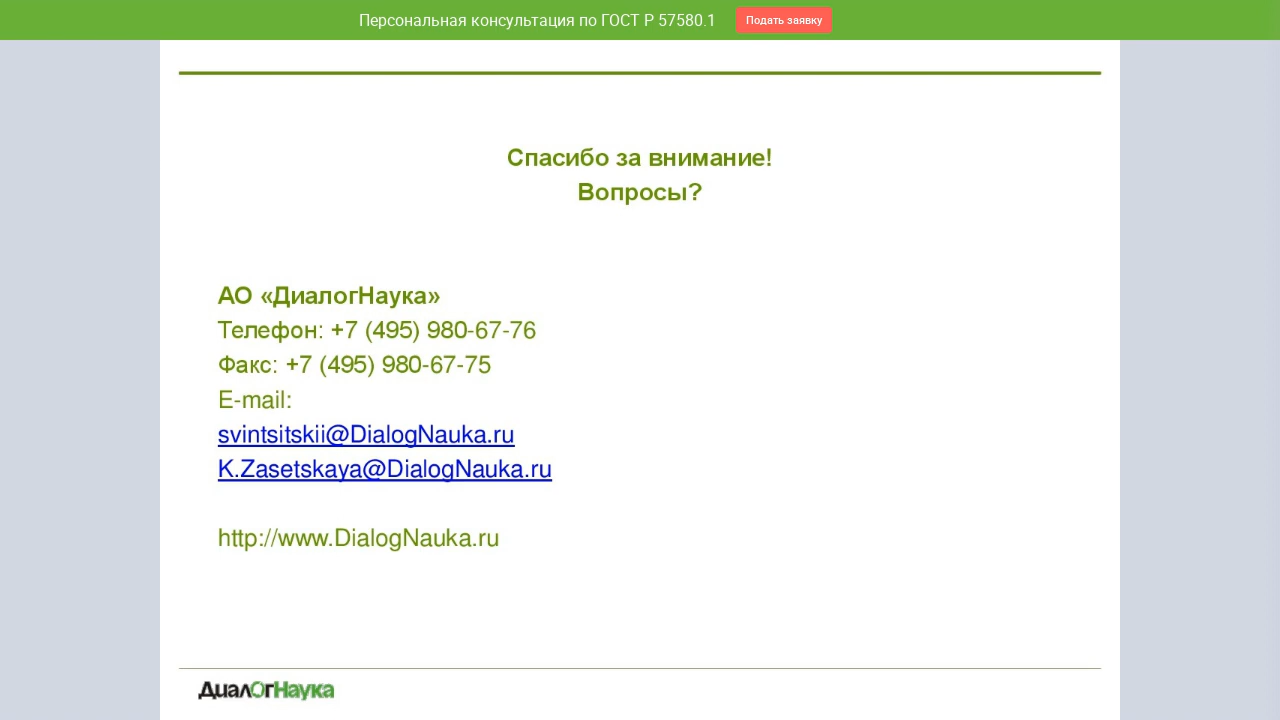 Персональная консультация по ГОСТ Р 57580.1 Подать заявку
Спасибо за внимание!
Вопросы?
АО «ДиалогНаука»
Телефон: +7 (495) 980-67-76
Факс: +7 (495) 980-67-75
E-mail:
svintsitskii@DialogNauka.ru
K.Zasetskaya@DialogNauka.ru
http://www.DialogNauka.ru
ДиалОгНаука